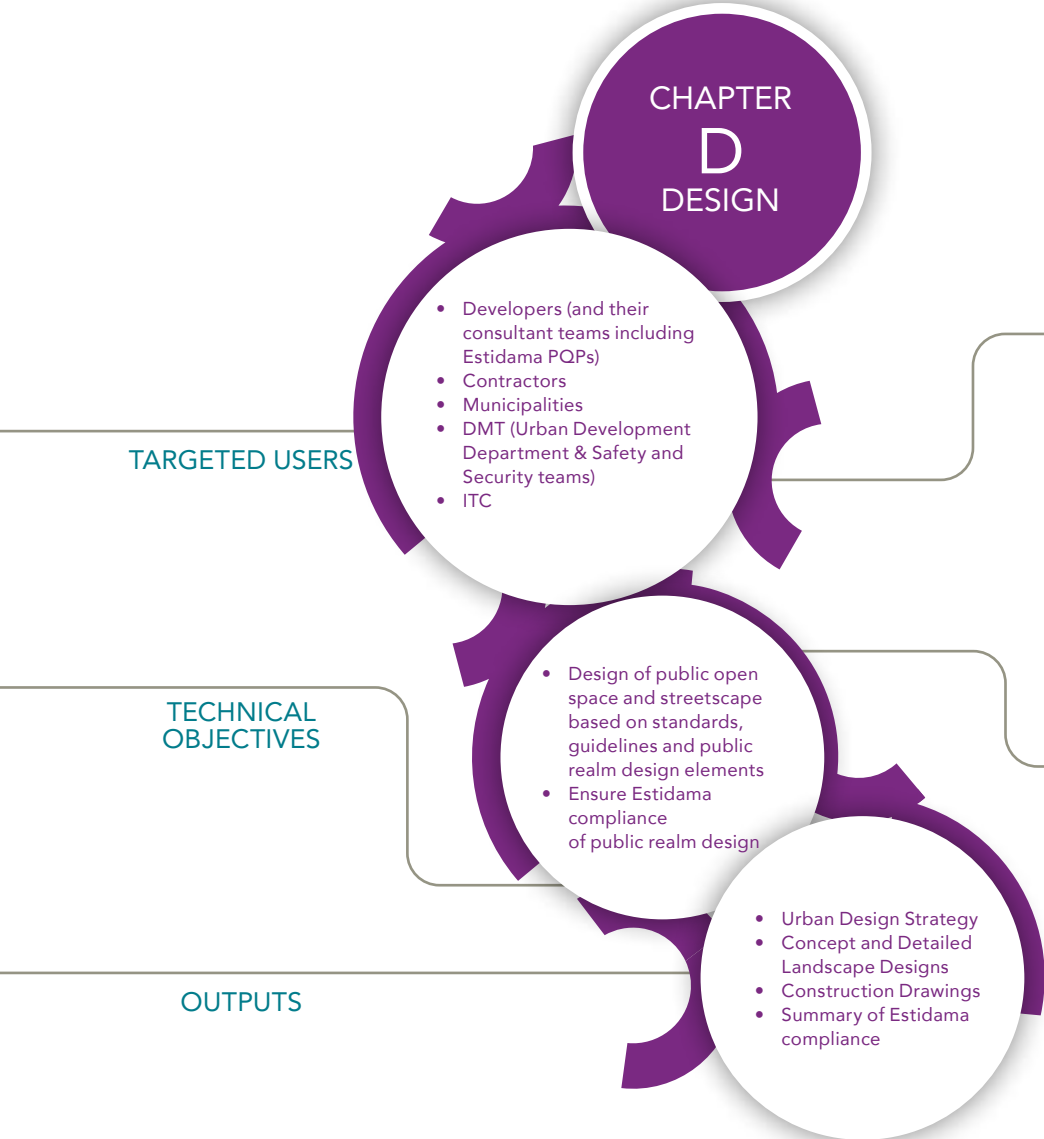 CHAPTER
D
DESIGN
• Developers (and their
consultant teams including
Estidama PQPs)
• Contractors
• Municipalities
• DMT (Urban Development
Department & Safety and
Security teams)
• ITC
TARGETED USERS
• Design of public open
space and streetscape
based on standards,
guidelines and public
realm design elements
• Ensure Estidama
compliance
of public realm design
TECHNICAL
OBJECTIVES
• Urban Design Strategy
• Concept and Detailed
Landscape Designs
• Construction Drawings
• Summary of Estidama
compliance
OUTPUTS